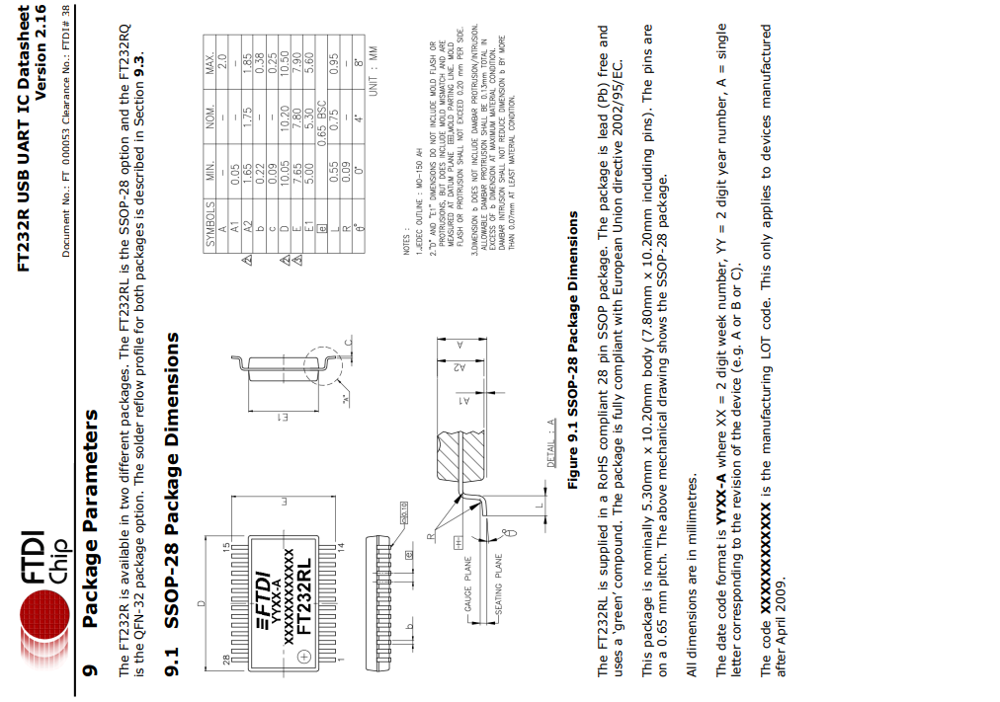 FT232R USB UART IC Datasheet
Version 2.16
Document No.: FT_000053 Clearance No.: FTDI# 38
FTDI
Chip
9 Package Parameters
The FT232R is available in two different packages. The FT232RL is the SSOP-28 option and the FT232RQ
is the QFN-32 package option. The solder reflow profile for both packages is described in Section 9.3.
9.1 SSOP-28 Package Dimensions
D
28
15
1
14
E
FTDI
YYXX-A
XXXXXXXXXXXX
FT232RL
E1
C
"A"
b
e
0.10
SYMBOLS MIN. NOM. MAX.
A – – 2.0
A1 0.05 – –
A2 1.65 1.75 1.85
b 0.22 – 0.38
c 0.09 – 0.25
D 10.05 10.20 10.50
E 7.65 7.80 7.90
E1 5.00 5.30 5.60
e 0.65 BSC
L 0.55 0.75 0.95
R 0.09 – –
θ° 0° 4° 8°
UNIT : MM
NOTES :
1.JEDEC OUTLINE : MO-150 AH
2."D" AND "E1" DIMENSIONS DO NOT INCLUDE MOLD FLASH OR
PROTRUSIONS, BUT DOES INCLUDE MOLD MISMATCH AND ARE
MEASURED AT DATUM PLANE H,MOLD PARTING LINE. MOLD
FLASH OR PROTRUSION SHALL NOT EXCEED 0.20 mm PER SIDE.
3.DIMENSION b DOES NOT INCLUDE DAMBAR PROTRUSION/INTRUSION.
ALLOWABLE DAMBAR PROTRUSION SHALL BE 0.13mm TOTAL IN
EXCESS OF b DIMENSION AT MAXIMUM MATERIAL CONDITION.
DAMBAR INTRUSION SHALL NOT REDUCE DIMENSION b BY MORE
THAN 0.07mm AT LEAST MATERIAL CONDITION.
A
A2
A1
R
H
GAUGE PLANE
SEATING PLANE
θ
L
DETAIL : A
Figure 9.1 SSOP-28 Package Dimensions
The FT232RL is supplied in a RoHS compliant 28 pin SSOP package. The package is lead (Pb) free and
uses a 'green' compound. The package is fully compliant with European Union directive 2002/95/EC.
This package is nominally 5.30mm x 10.20mm body (7.80mm x 10.20mm including pins). The pins are
on a 0.65 mm pitch. The above mechanical drawing shows the SSOP-28 package.
All dimensions are in millimetres.
The date code format is YYXX-A where XX = 2 digit week number, YY = 2 digit year number, A = single
letter corresponding to the revision of the device (e.g. A or B or C).
The code XXXXXXXXXXXX is the manufacturing LOT code. This only applies to devices manufactured
after April 2009.